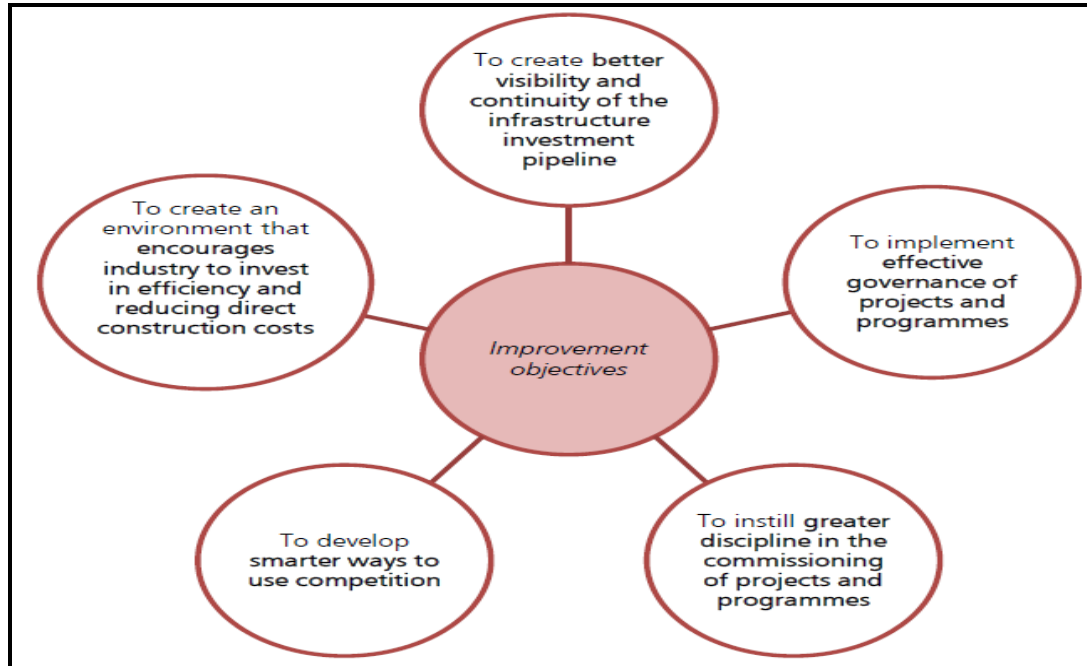 To create better
visibility and
continuity of the
infrastructure
investment
pipeline
To create an
environment that
encourages
industry to invest
in efficiency and
reducing direct
construction costs
To implement
effective
governance of
projects and
programmes
Improvement
objectives
To develop
smarter ways to
use competition
To instill greater
discipline in the
commissioning
of projects and
programmes